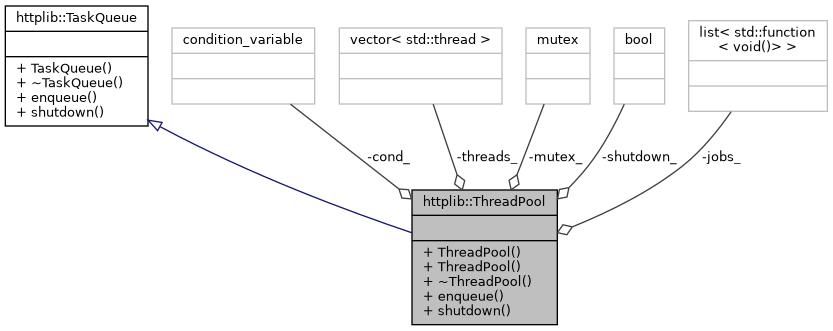 httplib::TaskQueue
+ TaskQueue()
+ ~TaskQueue()
+ enqueue()
+ shutdown()
condition_variable
vector< std::thread >
mutex
bool
list< std::function
< void()> >
-cond_
-threads_
-mutex_
-shutdown_
-jobs_
httplib::ThreadPool
+ ThreadPool()
+ ThreadPool()
+ ~ThreadPool()
+ enqueue()
+ shutdown()